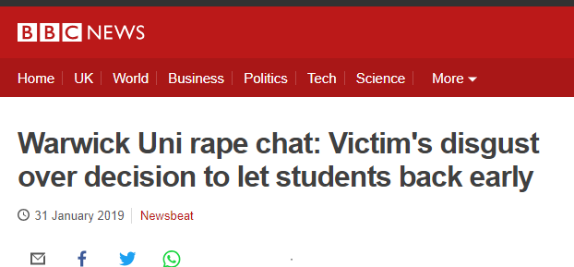 BBC NEWS
Home UK World Business Politics Tech Science More
Warwick Uni rape chat: Victim's disgust
over decision to let students back early
31 January 2019 Newsbeat